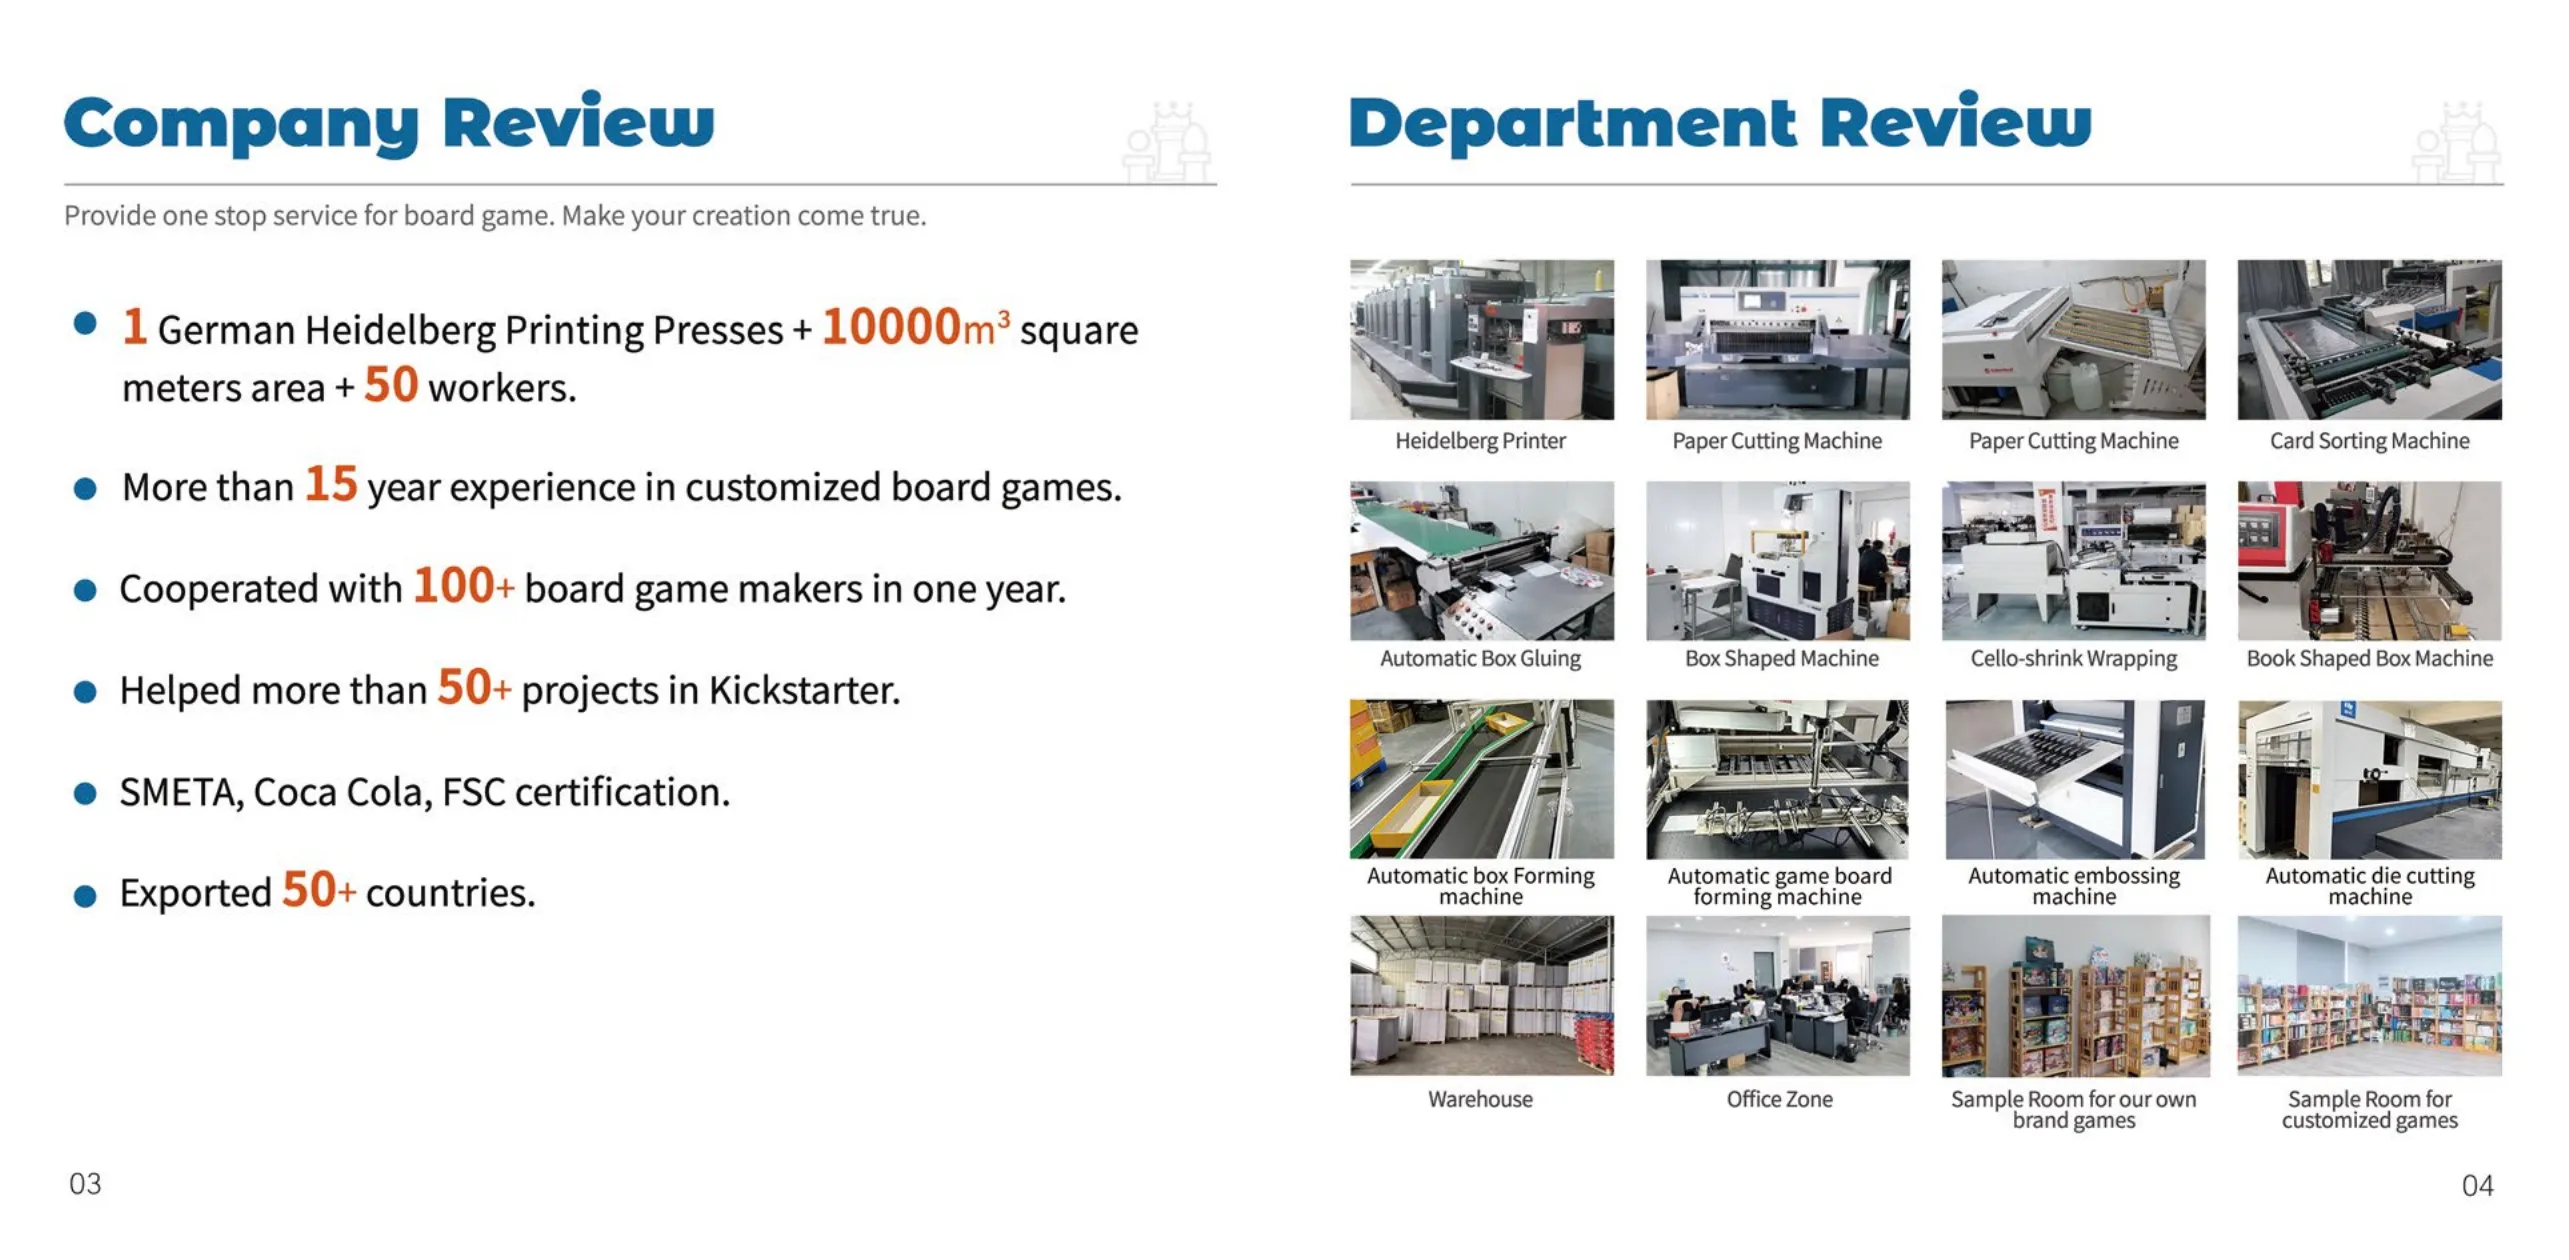 Company Review
Provide one stop service for board game. Make your creation come true.
1 German Heidelberg Printing Presses + 10000m³ square
meters area + 50 workers.
More than 15 year experience in customized board games.
Cooperated with 100+ board game makers in one year.
Helped more than 50+ projects in Kickstarter.
SMETA, Coca Cola, FSC certification.
Exported 50+ countries.
03
Department Review
Heidelberg Printer
Paper Cutting Machine
Paper Cutting Machine
Card Sorting Machine
Automatic Box Gluing
Box Shaped Machine
Cello-shrink Wrapping
Book Shaped Box Machine
Automatic box Forming
machine
Automatic game board
forming machine
Automatic embossing
machine
Automatic die cutting
machine
Warehouse
Office Zone
Sample Room for our own
brand games
Sample Room for
customized games
04